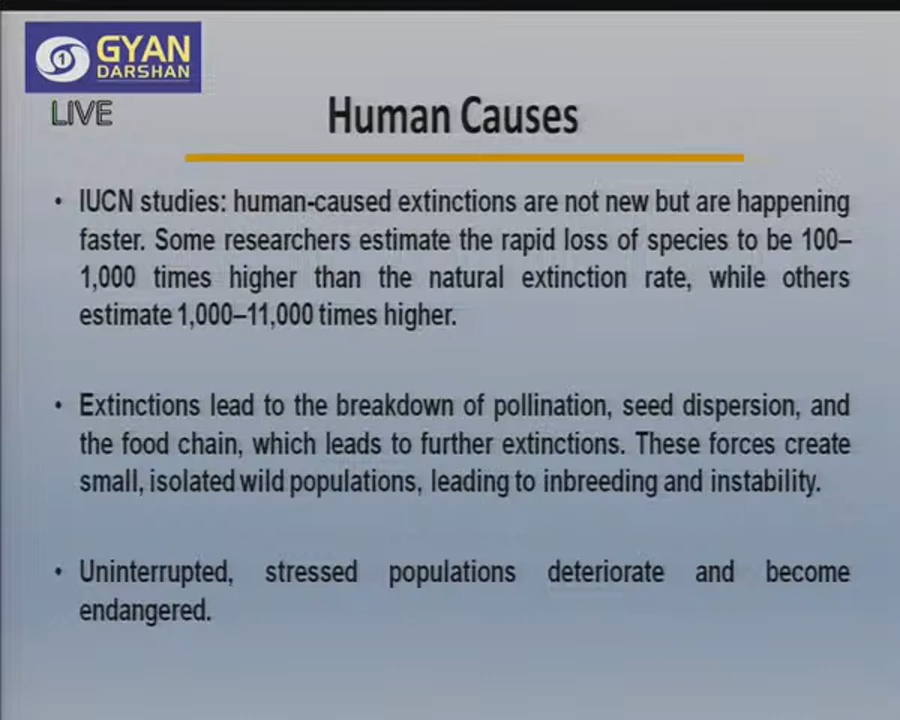 GYAN
DARSHAN
1
LIVE
Human Causes
• IUCN studies: human-caused extinctions are not new but are happening
faster. Some researchers estimate the rapid loss of species to be 100–
1,000 times higher than the natural extinction rate, while others
estimate 1,000–11,000 times higher.
• Extinctions lead to the breakdown of pollination, seed dispersion, and
the food chain, which leads to further extinctions. These forces create
small, isolated wild populations, leading to inbreeding and instability.
• Uninterrupted, stressed populations deteriorate and become
endangered.